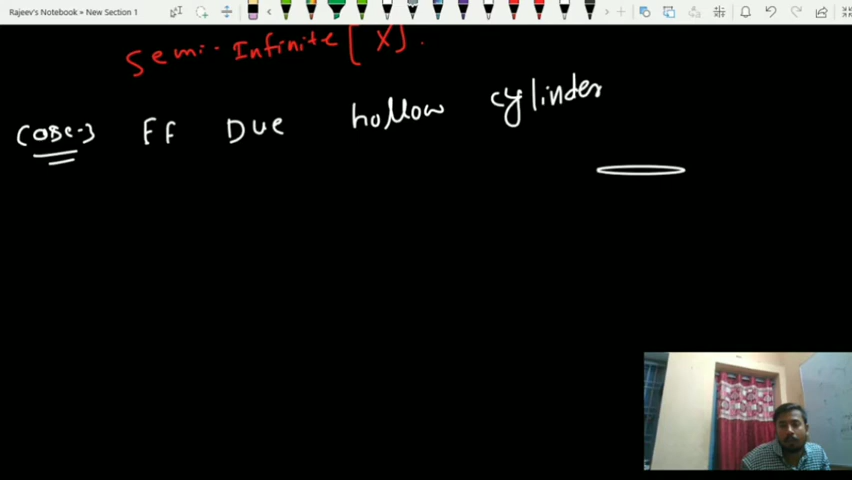 Rajeev's Notebook » New Section 1
Semi-Infinite [X].
Case-3 EF Due hollow cylinder